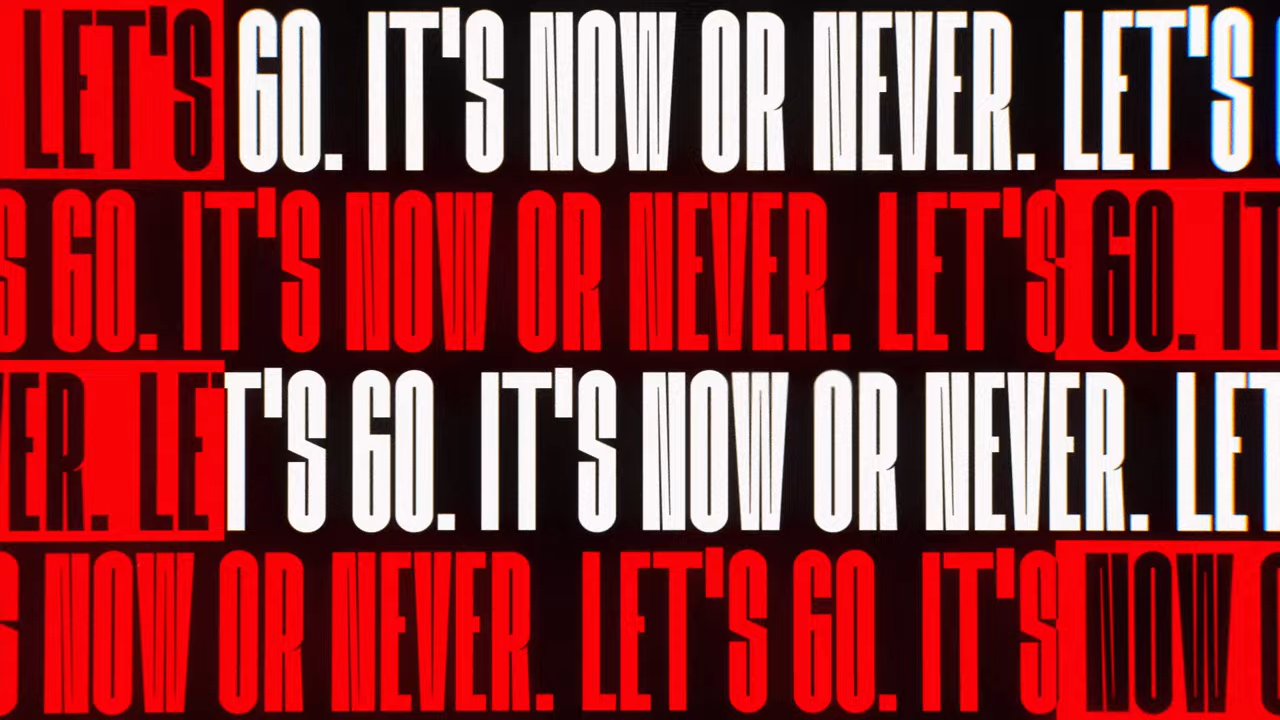 LET'S GO. IT'S NOW OR NEVER. LET'S
S GO. IT'S NOW OR NEVER. LET'S GO. IT
VER. LET'S GO. IT'S NOW OR NEVER. LET
S NOW OR NEVER. LET'S GO. IT'S NOW O